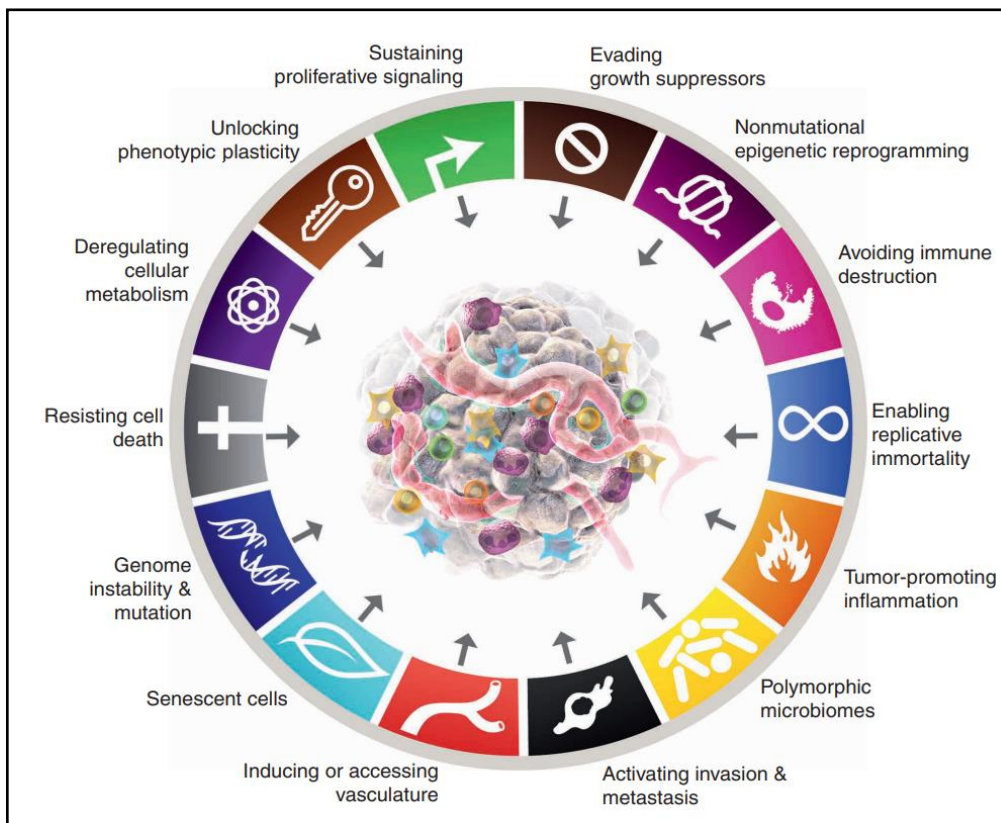 Sustaining
proliferative signaling
Evading
growth suppressors
Nonmutational
epigenetic reprogramming
Avoiding immune
destruction
Enabling
replicative
immortality
Tumor-promoting
inflammation
Polymorphic
microbiomes
Activating invasion &
metastasis
Inducing or accessing
vasculature
Senescent cells
Genome
instability &
mutation
Resisting cell
death
Deregulating
cellular
metabolism
Unlocking
phenotypic plasticity